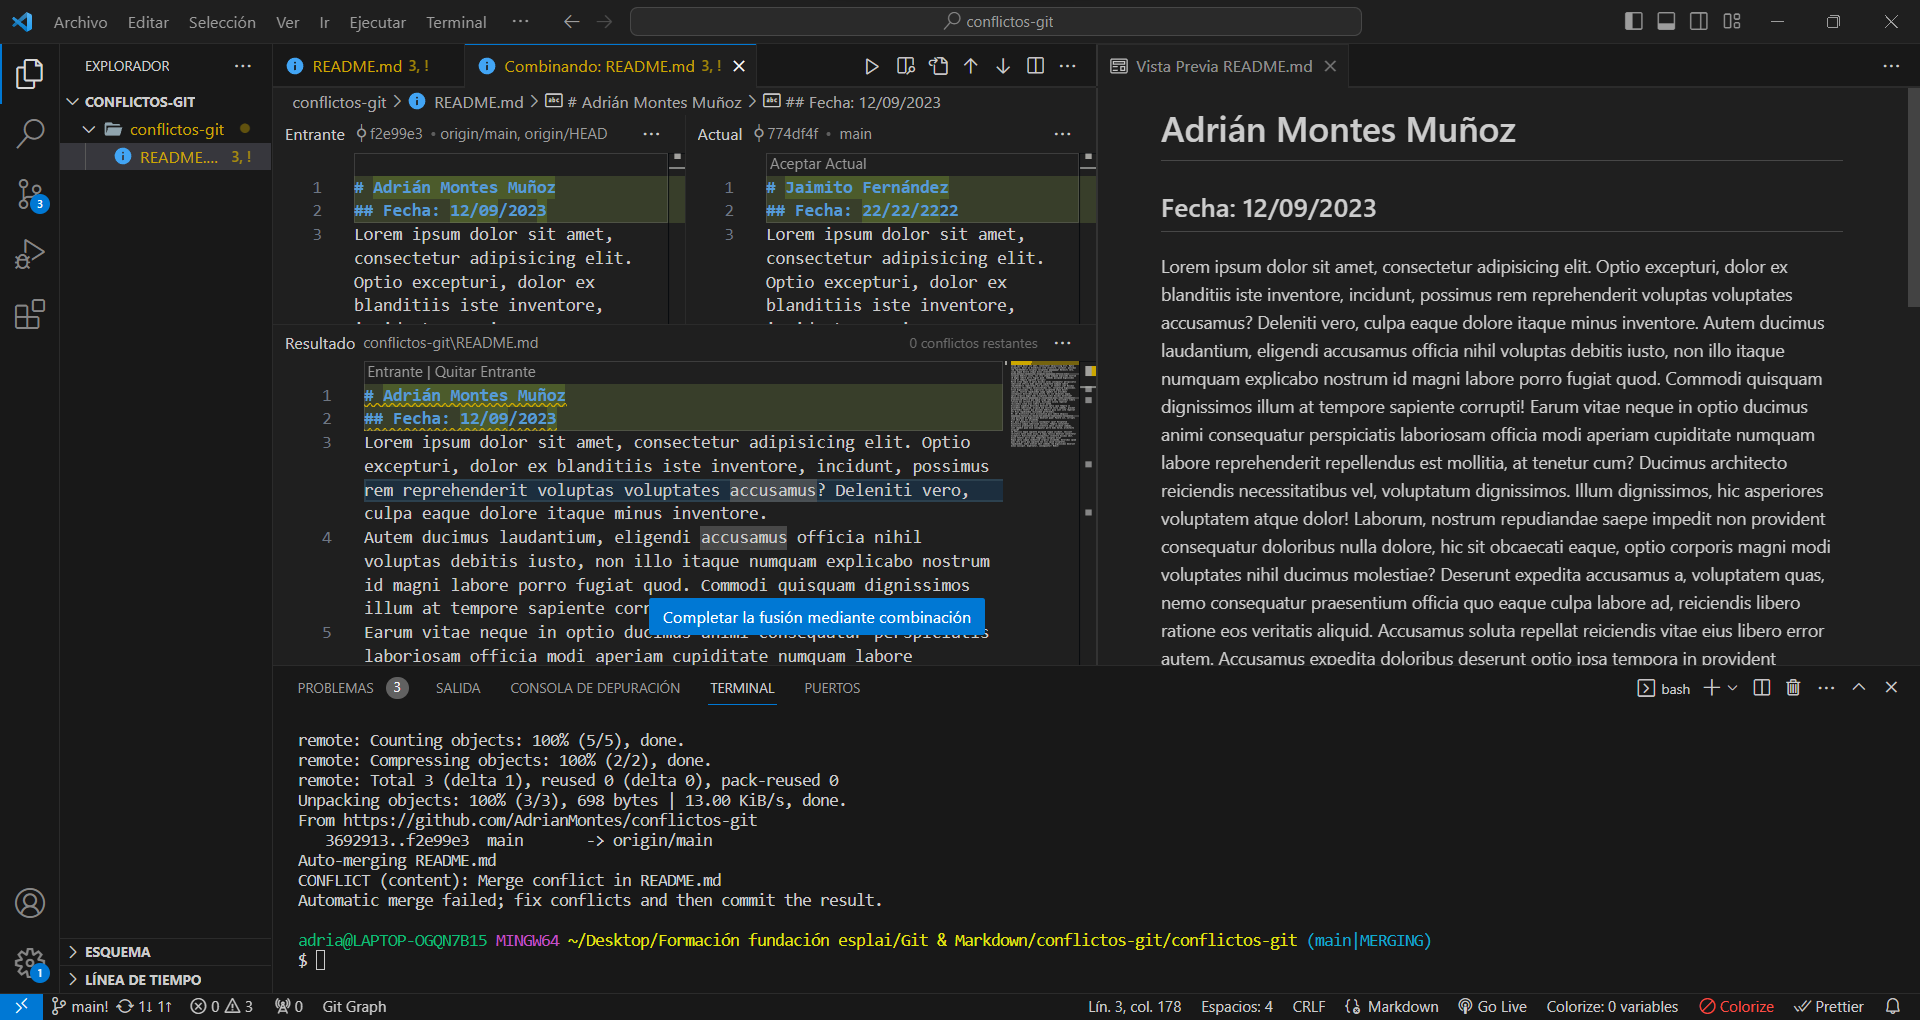 Archivo Editar Selección Ver Ir Ejecutar Terminal ··· conflictos-git
EXPLORADOR ···
CONFLICTOS-GIT
conflictos-git
README.... 3, !
ESQUEMA
LÍNEA DE TIEMPO
3
1
README.md 3, ! Combinando: README.md 3, !
conflictos-git > README.md > # Adrián Montes Muñoz > ## Fecha: 12/09/2023
Entrante f2e99e3 • origin/main, origin/HEAD ···
1 # Adrián Montes Muñoz
2 ## Fecha: 12/09/2023
3 Lorem ipsum dolor sit amet,
consectetur adipisicing elit.
Optio excepturi, dolor ex
blanditiis iste inventore,
Actual 774df4f • main ···
Aceptar Actual
1 # Jaimito Fernández
2 ## Fecha: 22/22/2222
3 Lorem ipsum dolor sit amet,
consectetur adipisicing elit.
Optio excepturi, dolor ex
blanditiis iste inventore,
Resultado conflictos-git\README.md 0 conflictos restantes ···
Entrante | Quitar Entrante
1 # Adrián Montes Muñoz
2 ## Fecha: 12/09/2023
3 Lorem ipsum dolor sit amet, consectetur adipisicing elit. Optio
excepturi, dolor ex blanditiis iste inventore, incidunt, possimus
rem reprehenderit voluptas voluptates accusamus? Deleniti vero,
culpa eaque dolore itaque minus inventore.
4 Autem ducimus laudantium, eligendi accusamus officia nihil
voluptas debitis iusto, non illo itaque numquam explicabo nostrum
id magni labore porro fugiat quod. Commodi quisquam dignissimos
illum at tempore sapiente corr
Completar la fusión mediante combinación
5 Earum vitae neque in optio ducimus animi consequatur perspiciatis
laboriosam officia modi aperiam cupiditate numquam labore
Vista Previa README.md
Adrián Montes Muñoz
Fecha: 12/09/2023
Lorem ipsum dolor sit amet, consectetur adipisicing elit. Optio excepturi, dolor ex
blanditiis iste inventore, incidunt, possimus rem reprehenderit voluptas voluptates
accusamus? Deleniti vero, culpa eaque dolore itaque minus inventore. Autem ducimus
laudantium, eligendi accusamus officia nihil voluptas debitis iusto, non illo itaque
numquam explicabo nostrum id magni labore porro fugiat quod. Commodi quisquam
dignissimos illum at tempore sapiente corrupti! Earum vitae neque in optio ducimus
animi consequatur perspiciatis laboriosam officia modi aperiam cupiditate numquam
labore reprehenderit repellendus est mollitia, at tenetur cum? Ducimus architecto
reiciendis necessitatibus vel, voluptatum dignissimos. Illum dignissimos, hic asperiores
voluptatem atque dolor! Laborum, nostrum repudiandae saepe impedit non provident
consequatur doloribus nulla dolore, hic sit obcaecati eaque, optio corporis magni modi
voluptates nihil ducimus molestiae? Deserunt expedita accusamus a, voluptatem quas,
nemo consequatur praesentium officia quo eaque culpa labore ad, reiciendis libero
ratione eos veritatis aliquid. Accusamus soluta repellat reiciendis vitae eius libero error
autem. Accusamus expedita doloribus deserunt optio ipsa tempora in provident
PROBLEMAS 3 SALIDA CONSOLA DE DEPURACIÓN TERMINAL PUERTOS bash
remote: Counting objects: 100% (5/5), done.
remote: Compressing objects: 100% (2/2), done.
remote: Total 3 (delta 1), reused 0 (delta 0), pack-reused 0
Unpacking objects: 100% (3/3), 698 bytes | 13.00 KiB/s, done.
From https://github.com/AdrianMontes/conflictos-git
3692913..f2e99e3 main -> origin/main
Auto-merging README.md
CONFLICT (content): Merge conflict in README.md
Automatic merge failed; fix conflicts and then commit the result.
adria@LAPTOP-OGQN7B15 MINGW64 ~/Desktop/Formación fundación esplai/Git & Markdown/conflictos-git/conflictos-git (main|MERGING)
$
main! 1↓ 1↑ 0 3 0 Git Graph Lín. 3, col. 178 Espacios: 4 CRLF Markdown Go Live Colorize: 0 variables Colorize Prettier